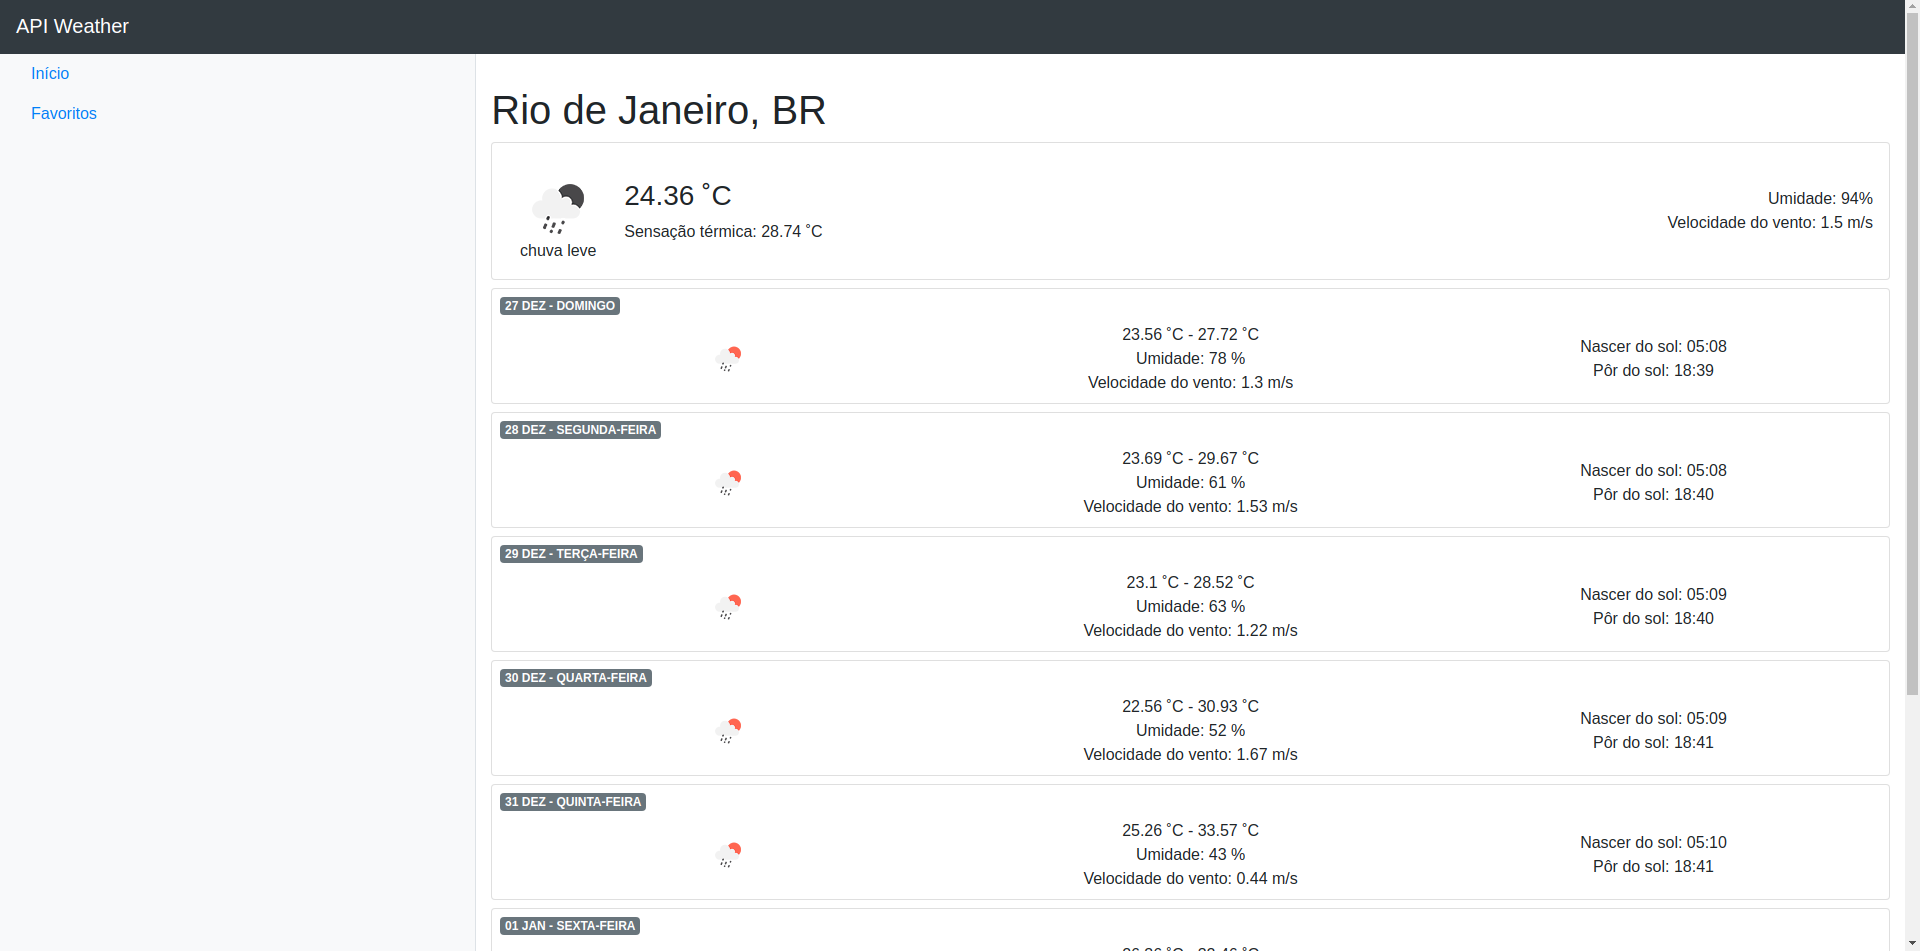 API Weather
Início
Favoritos
Rio de Janeiro, BR
24.36 ˚C
Sensação térmica: 28.74 ˚C
chuva leve
Umidade: 94%
Velocidade do vento: 1.5 m/s
27 DEZ - DOMINGO
23.56 ˚C - 27.72 ˚C
Umidade: 78 %
Velocidade do vento: 1.3 m/s
Nascer do sol: 05:08
Pôr do sol: 18:39
28 DEZ - SEGUNDA-FEIRA
23.69 ˚C - 29.67 ˚C
Umidade: 61 %
Velocidade do vento: 1.53 m/s
Nascer do sol: 05:08
Pôr do sol: 18:40
29 DEZ - TERÇA-FEIRA
23.1 ˚C - 28.52 ˚C
Umidade: 63 %
Velocidade do vento: 1.22 m/s
Nascer do sol: 05:09
Pôr do sol: 18:40
30 DEZ - QUARTA-FEIRA
22.56 ˚C - 30.93 ˚C
Umidade: 52 %
Velocidade do vento: 1.67 m/s
Nascer do sol: 05:09
Pôr do sol: 18:41
31 DEZ - QUINTA-FEIRA
25.26 ˚C - 33.57 ˚C
Umidade: 43 %
Velocidade do vento: 0.44 m/s
Nascer do sol: 05:10
Pôr do sol: 18:41
01 JAN - SEXTA-FEIRA